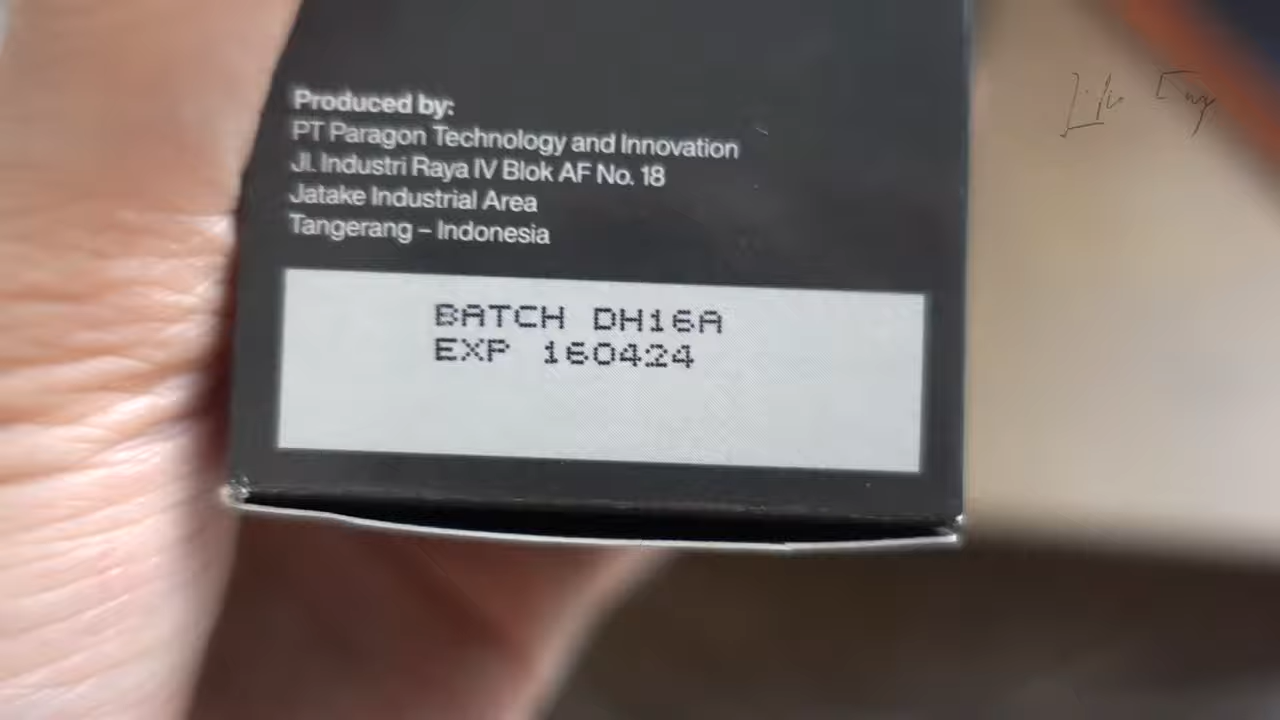 Produced by:
PT Paragon Technology and Innovation
Jl. Industri Raya IV Blok AF No. 18
Jatake Industrial Area
Tangerang – Indonesia
BATCH DH16A
EXP 160424